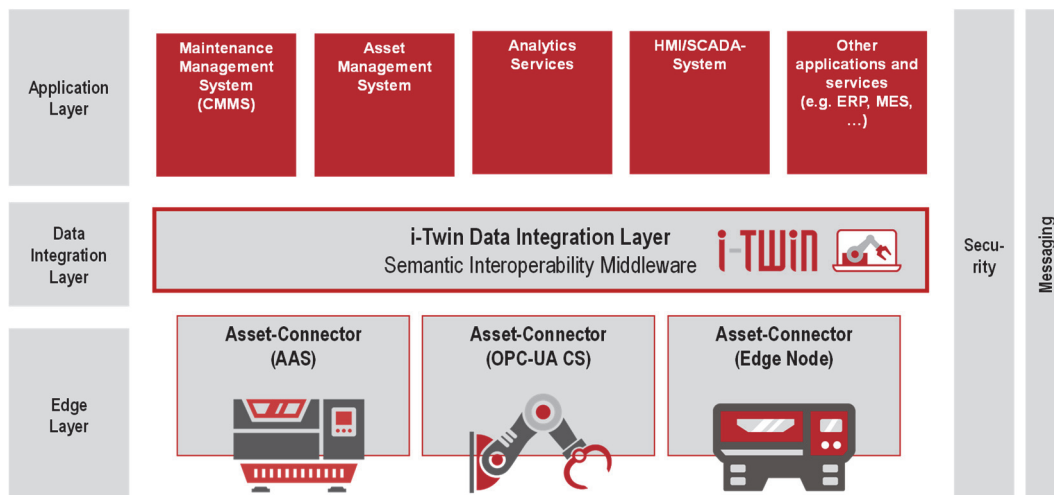 Application
Layer
Maintenance
Management
System
(CMMS)
Asset
Management
System
Analytics
Services
HMI/SCADA-
System
Other
applications and
services
(e.g. ERP, MES,
...)
Data
Integration
Layer
i-Twin Data Integration Layer
Semantic Interoperability Middleware
i-TWiN
Secu-
rity
Messaging
Edge
Layer
Asset-Connector
(AAS)
Asset-Connector
(OPC-UA CS)
Asset-Connector
(Edge Node)